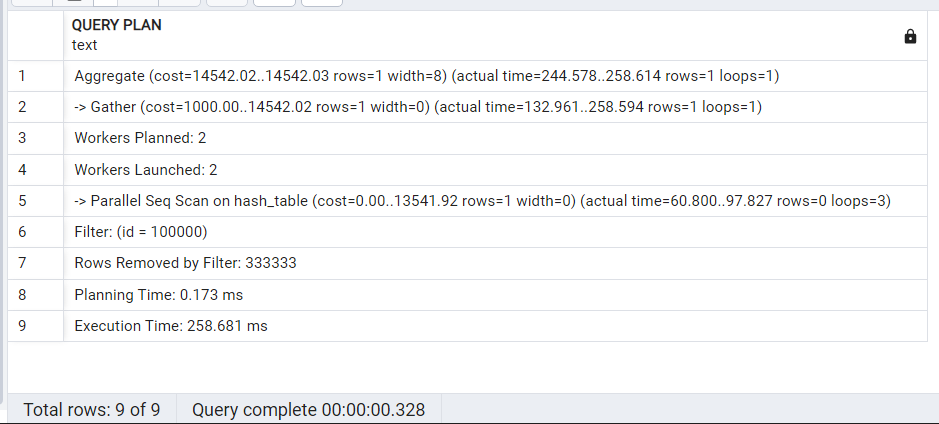 QUERY PLAN
text
1 Aggregate (cost=14542.02..14542.03 rows=1 width=8) (actual time=244.578..258.614 rows=1 loops=1)
2 -> Gather (cost=1000.00..14542.02 rows=1 width=0) (actual time=132.961..258.594 rows=1 loops=1)
3 Workers Planned: 2
4 Workers Launched: 2
5 -> Parallel Seq Scan on hash_table (cost=0.00..13541.92 rows=1 width=0) (actual time=60.800..97.827 rows=0 loops=3)
6 Filter: (id = 100000)
7 Rows Removed by Filter: 333333
8 Planning Time: 0.173 ms
9 Execution Time: 258.681 ms
Total rows: 9 of 9 Query complete 00:00:00.328